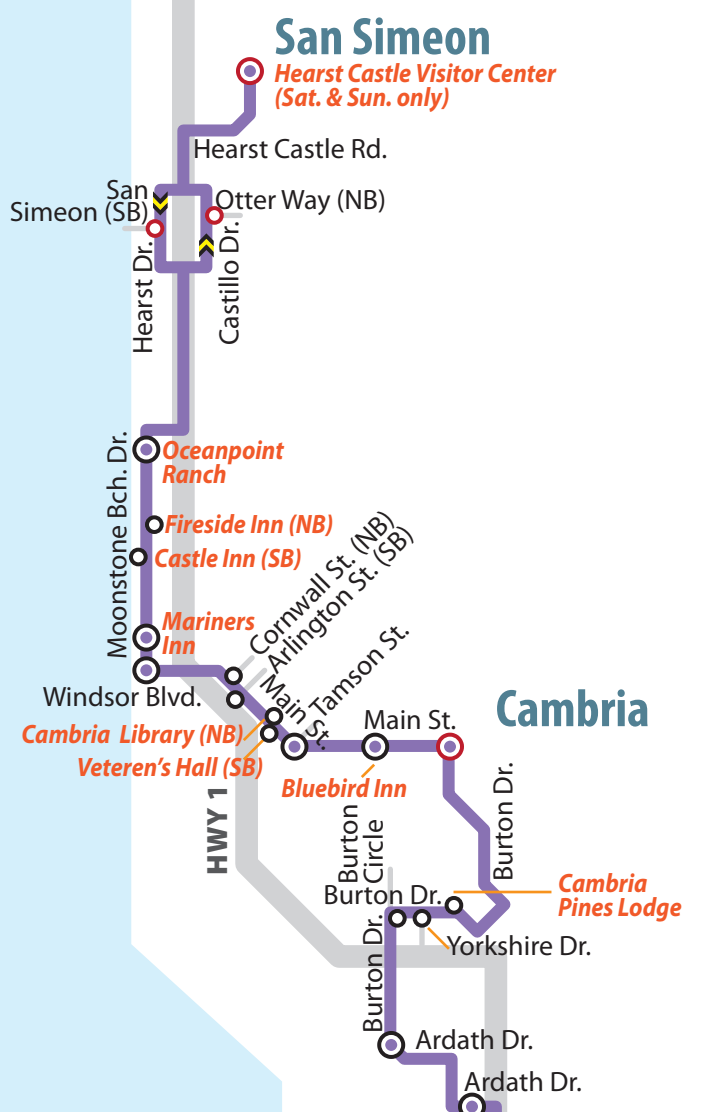 San Simeon
Hearst Castle Visitor Center
(Sat. & Sun. only)
Hearst Castle Rd.
San
Simeon (SB)
Otter Way (NB)
Hearst Dr.
Castillo Dr.
Moonstone Bch. Dr.
Oceanpoint
Ranch
Fireside Inn (NB)
Castle Inn (SB)
Cornwall St. (NB)
Arlington St. (SB)
Mariners
Inn
Tamson St.
Main St.
Windsor Blvd.
Cambria Library (NB)
Veteren's Hall (SB)
Main St.
Cambria
Bluebird Inn
HWY 1
Burton
Circle
Burton Dr.
Burton Dr.
Cambria
Pines Lodge
Burton Dr.
Yorkshire Dr.
Ardath Dr.
Ardath Dr.